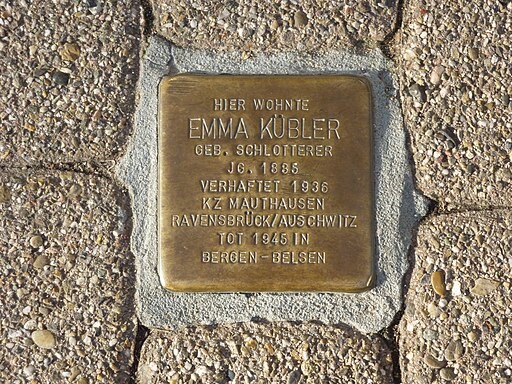 HIER WOHNTE
EMMA KÜBLER
GEB. SCHLOTTERER
JG. 1885
VERHAFTET 1936
KZ MAUTHAUSEN
RAVENSBRÜCK/AUSCHWITZ
TOT 1945 IN
BERGEN-BELSEN